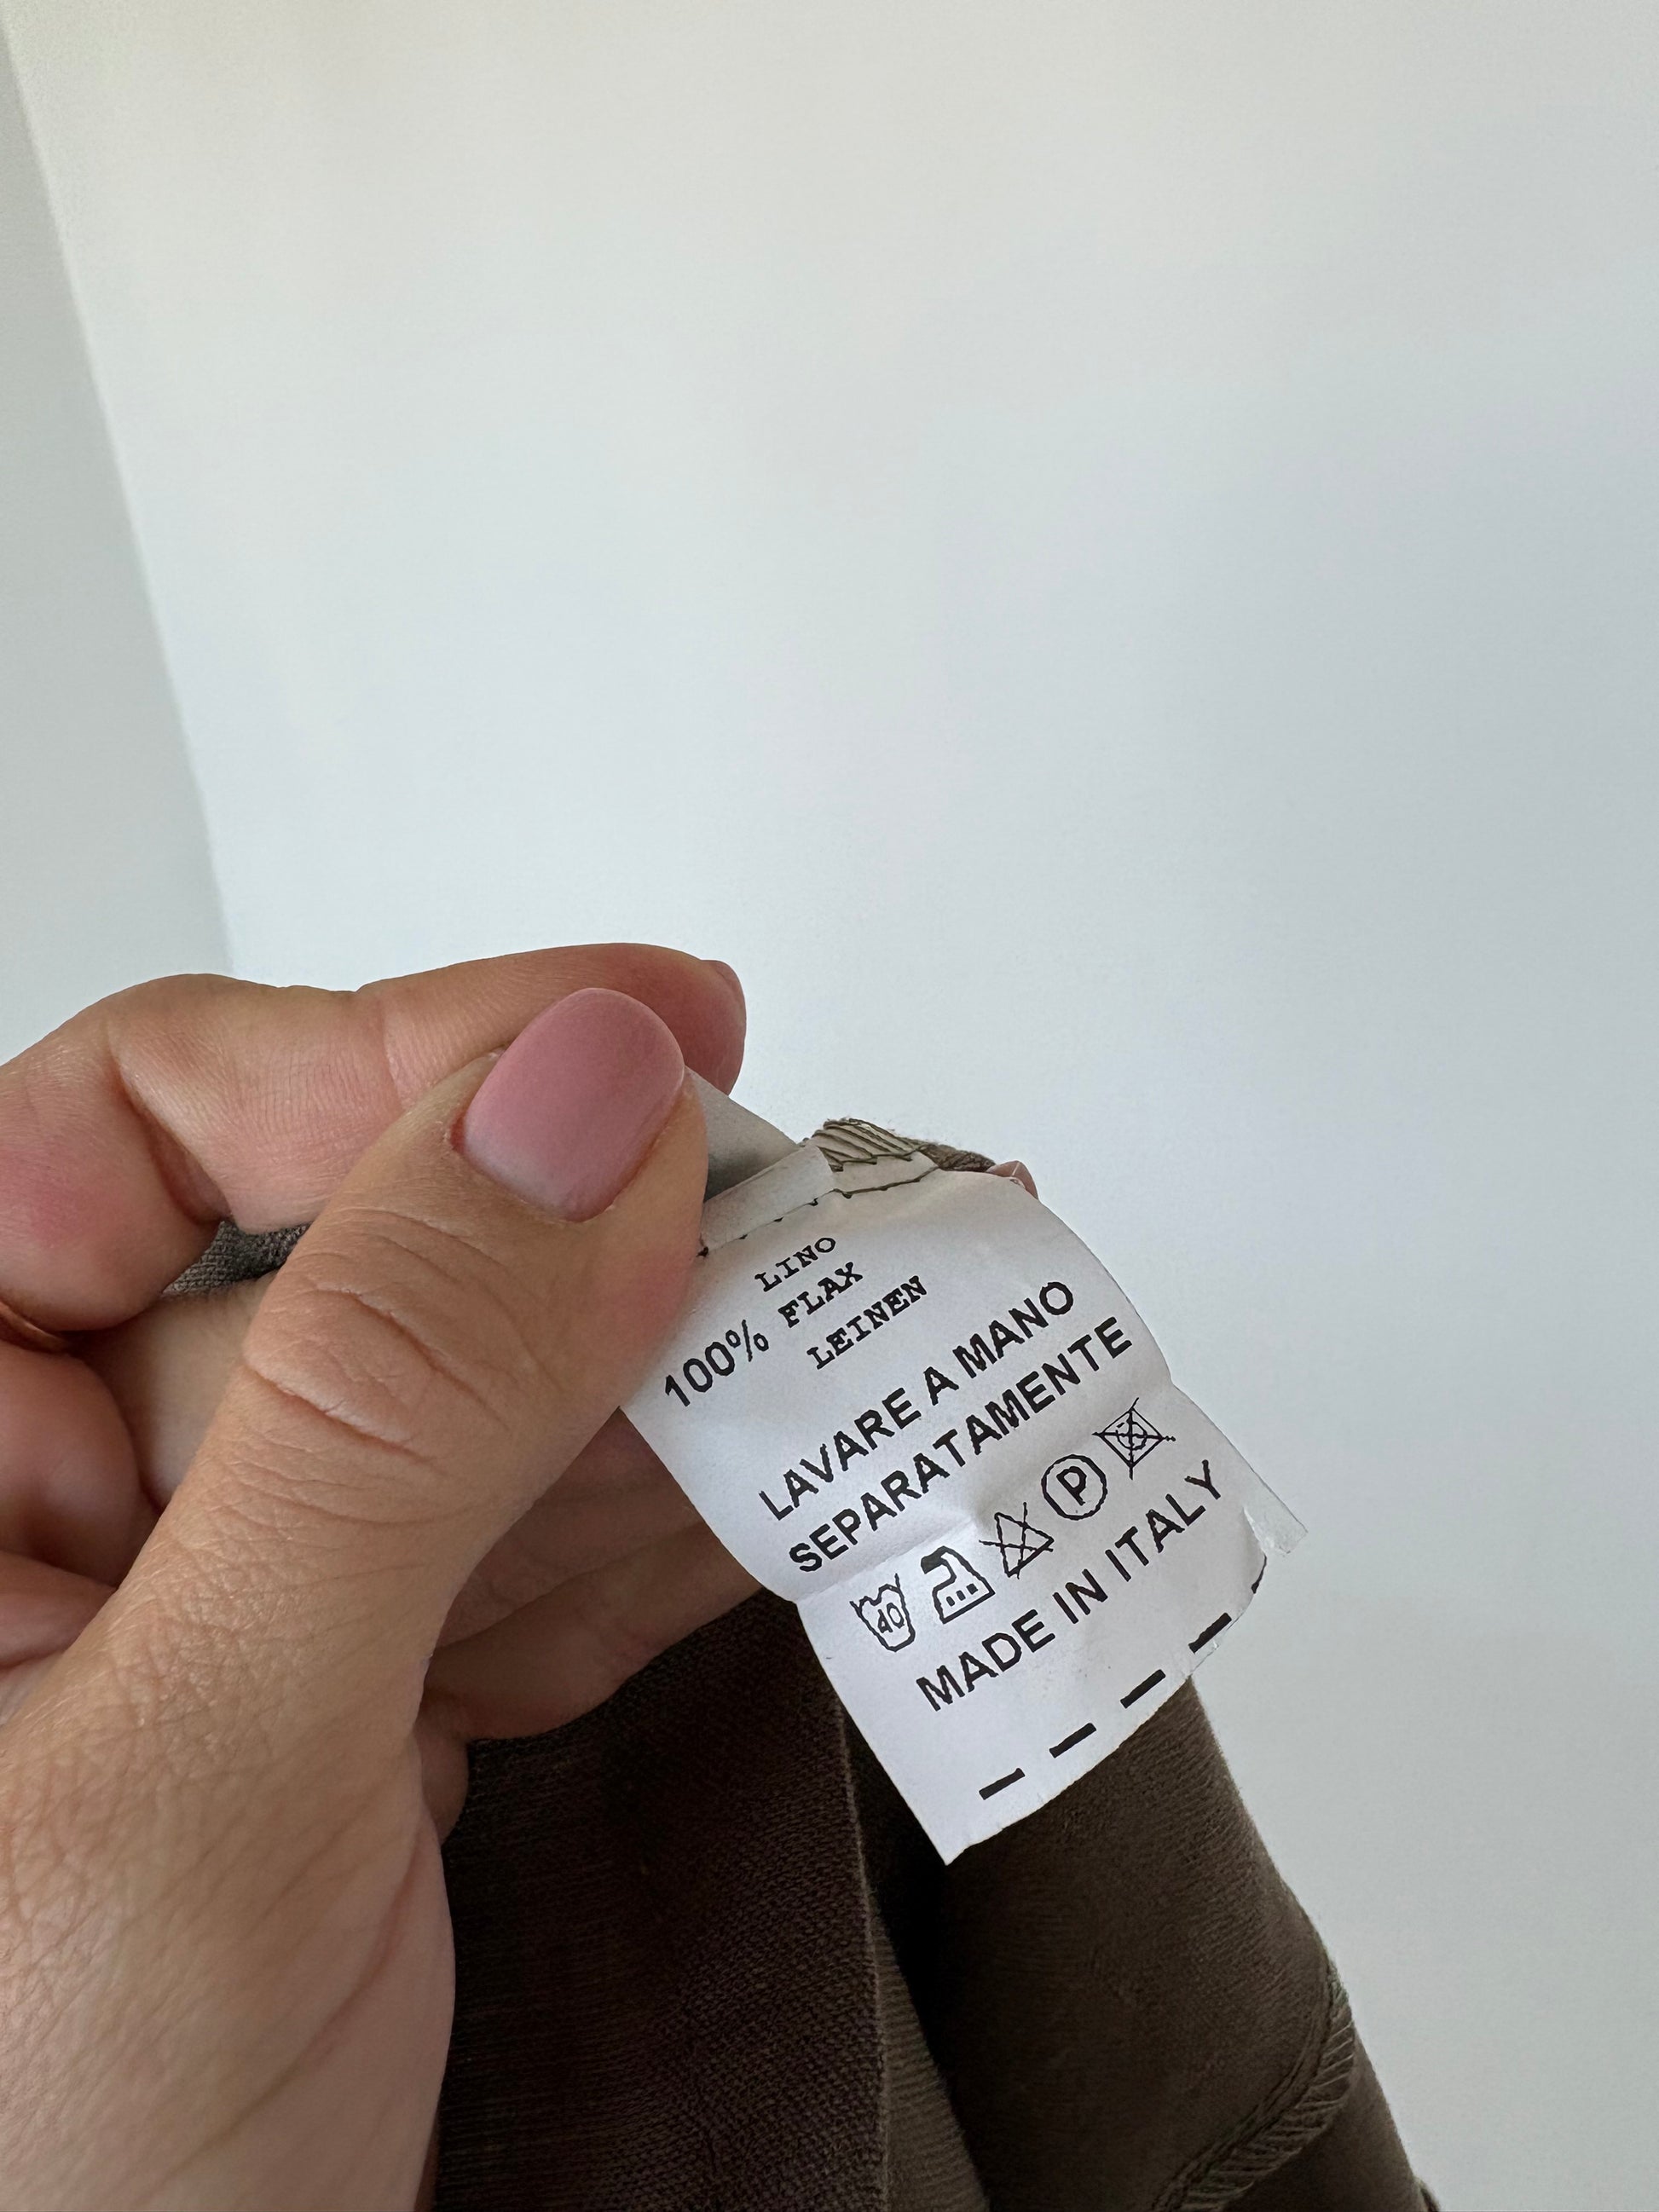 LINO
100% FLAX
LEINEN
LAVARE A MANO
SEPARATAMENTE
40 P
MADE IN ITALY